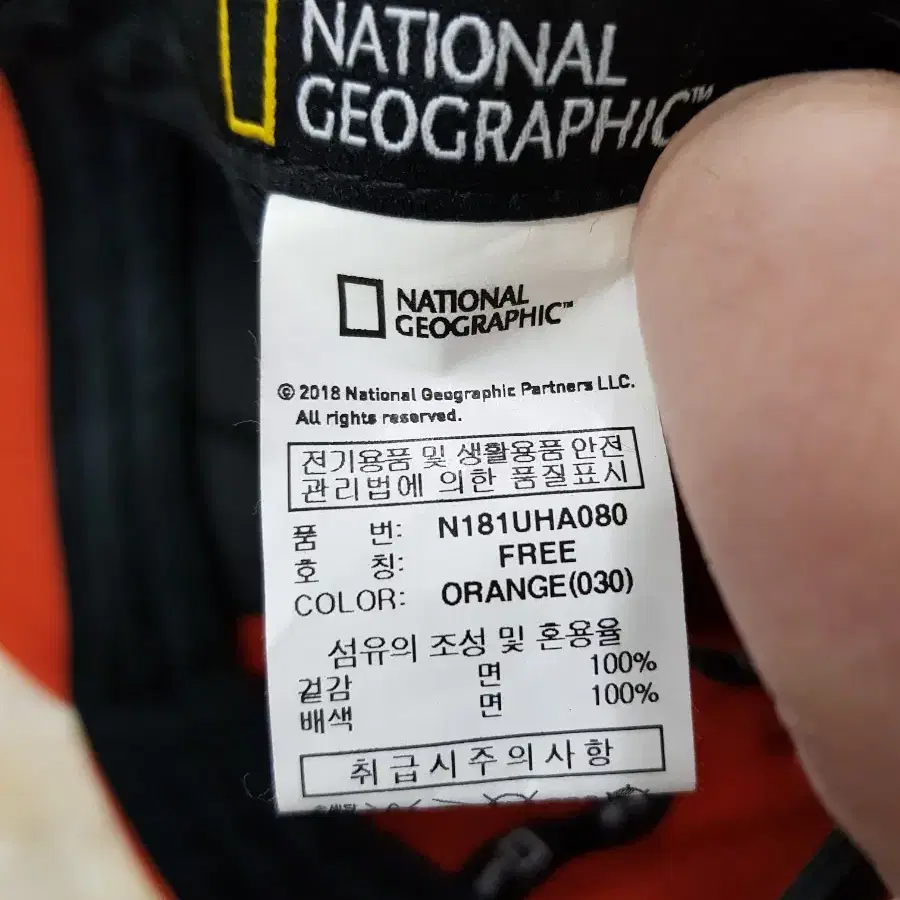 NATIONAL
GEOGRAPHIC™
NATIONAL
GEOGRAPHIC™
© 2018 National Geographic Partners LLC.
All rights reserved.
전기용품 및 생활용품 안전
관리법에 의한 품질표시
품 번: N181UHA080
호 칭: FREE
COLOR: ORANGE(030)
섬유의 조성 및 혼용율
겉감 면 100%
배색 면 100%
취급시주의사항